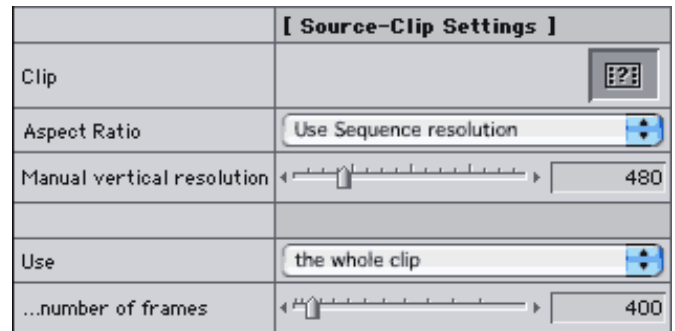 [ Source-Clip Settings ]
Clip
?
Aspect Ratio Use Sequence resolution
Manual vertical resolution 480
Use the whole clip
...number of frames 400